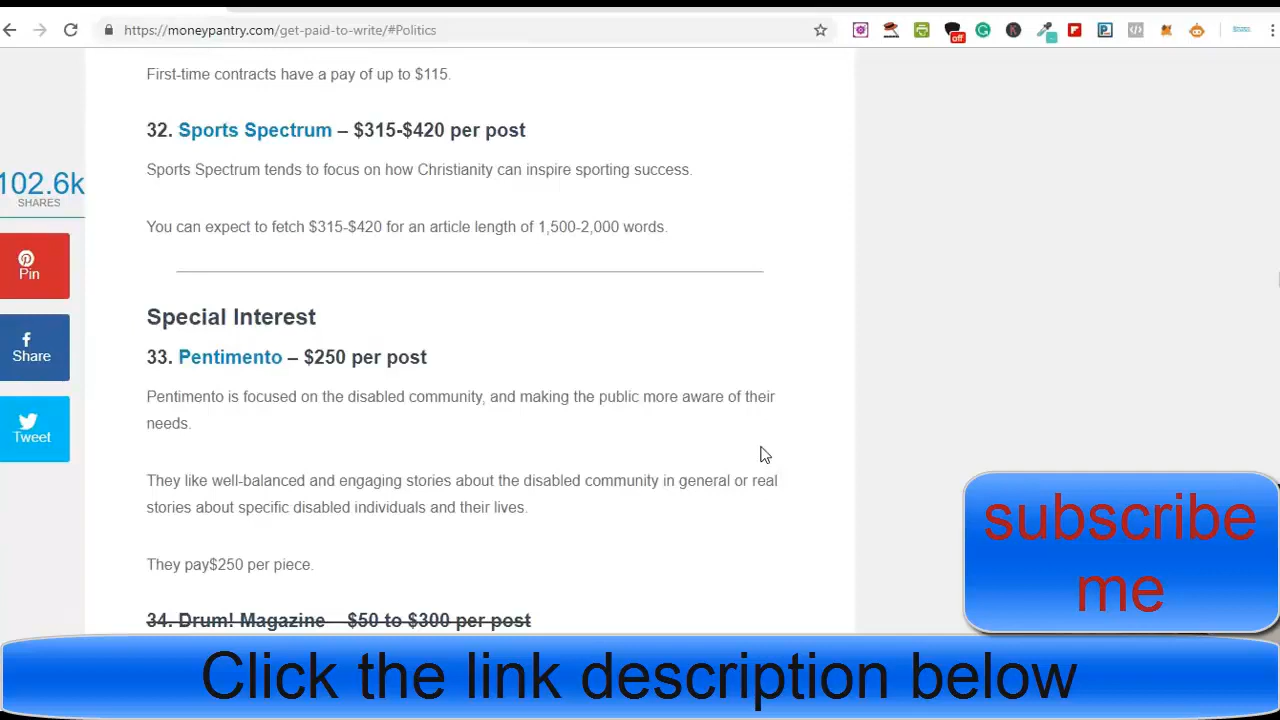 https://moneypantry.com/get-paid-to-write/#Politics
off
First-time contracts have a pay of up to $115.
32. Sports Spectrum – $315-$420 per post
Sports Spectrum tends to focus on how Christianity can inspire sporting success.
You can expect to fetch $315-$420 for an article length of 1,500-2,000 words.
102.6k
SHARES
Pin
Share
Tweet
Special Interest
33. Pentimento – $250 per post
Pentimento is focused on the disabled community, and making the public more aware of their
needs.
They like well-balanced and engaging stories about the disabled community in general or real
stories about specific disabled individuals and their lives.
They pay$250 per piece.
34. Drum! Magazine – $50 to $300 per post
subscribe
me
Click the link description below